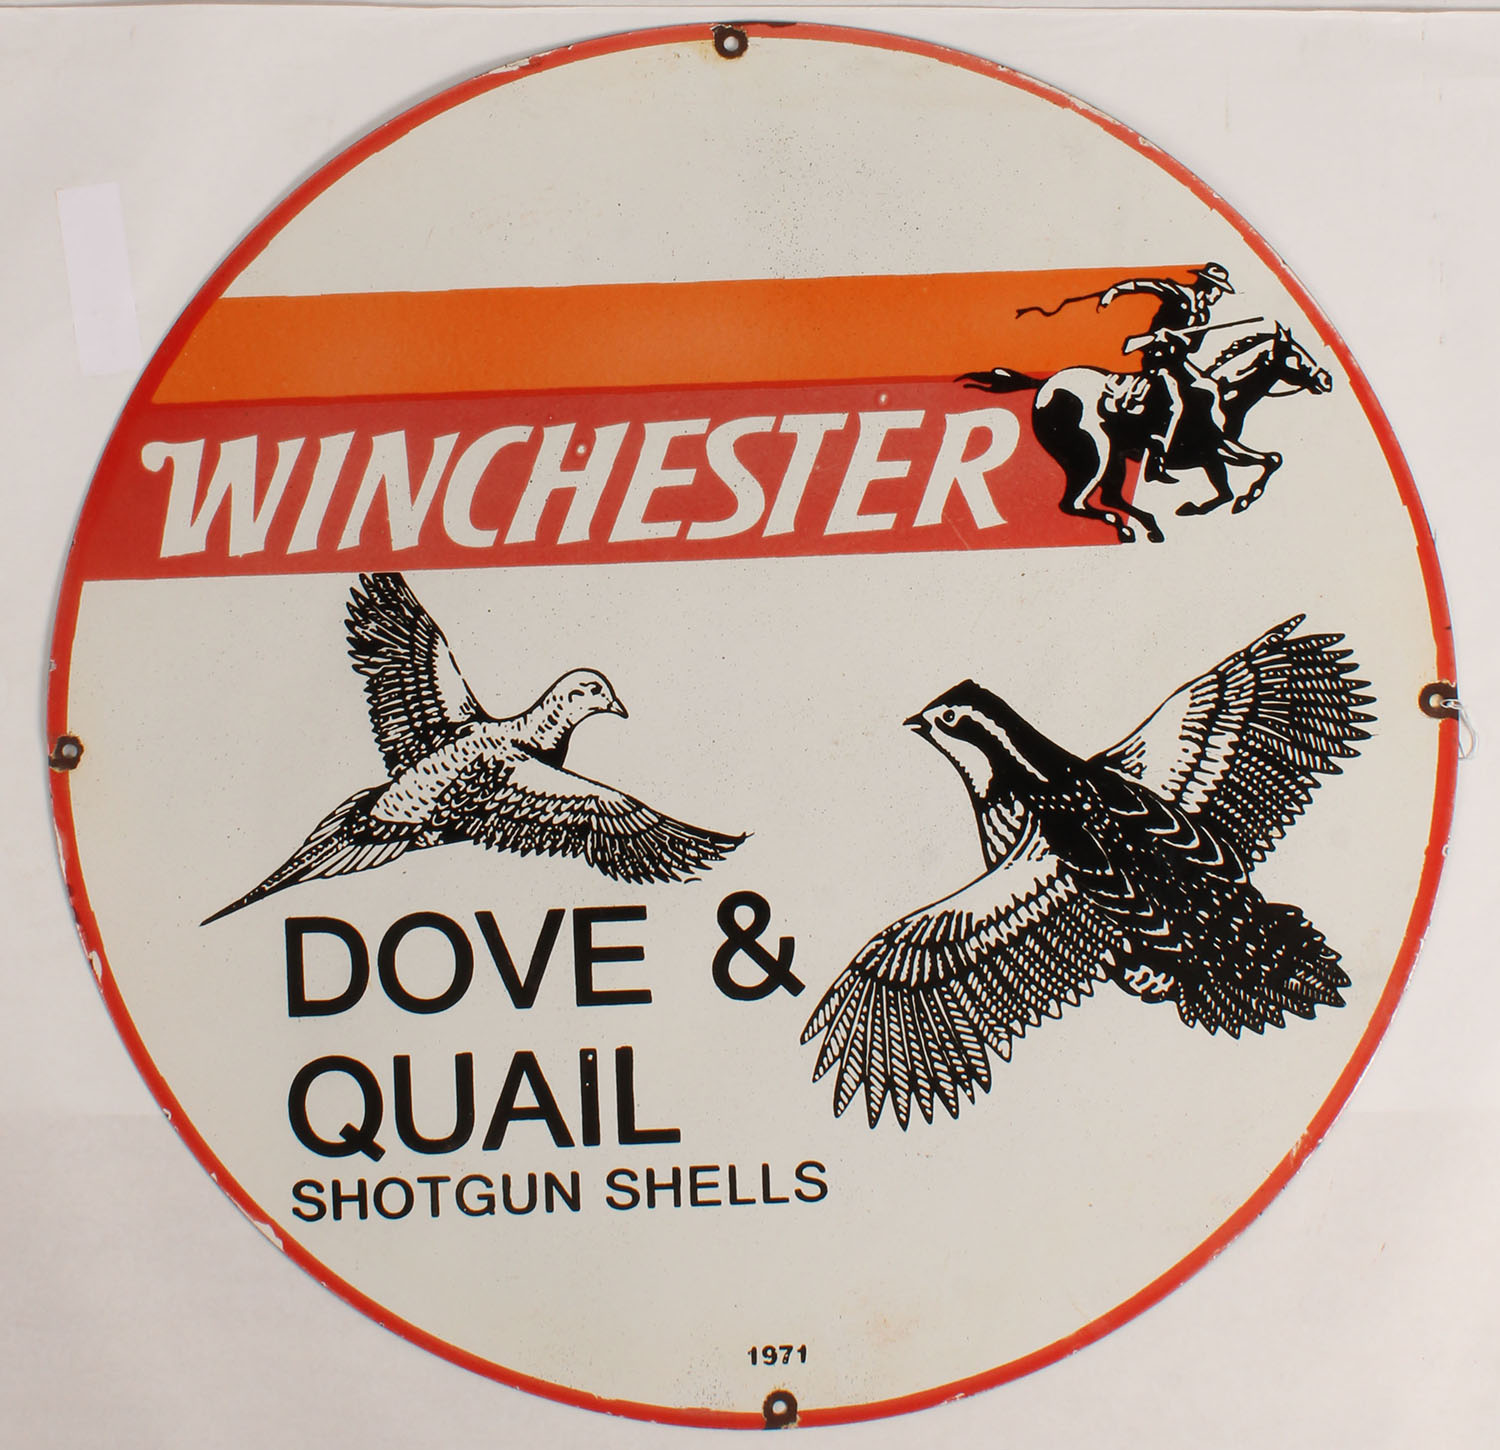 WINCHESTER
DOVE &
QUAIL
SHOTGUN SHELLS
1971